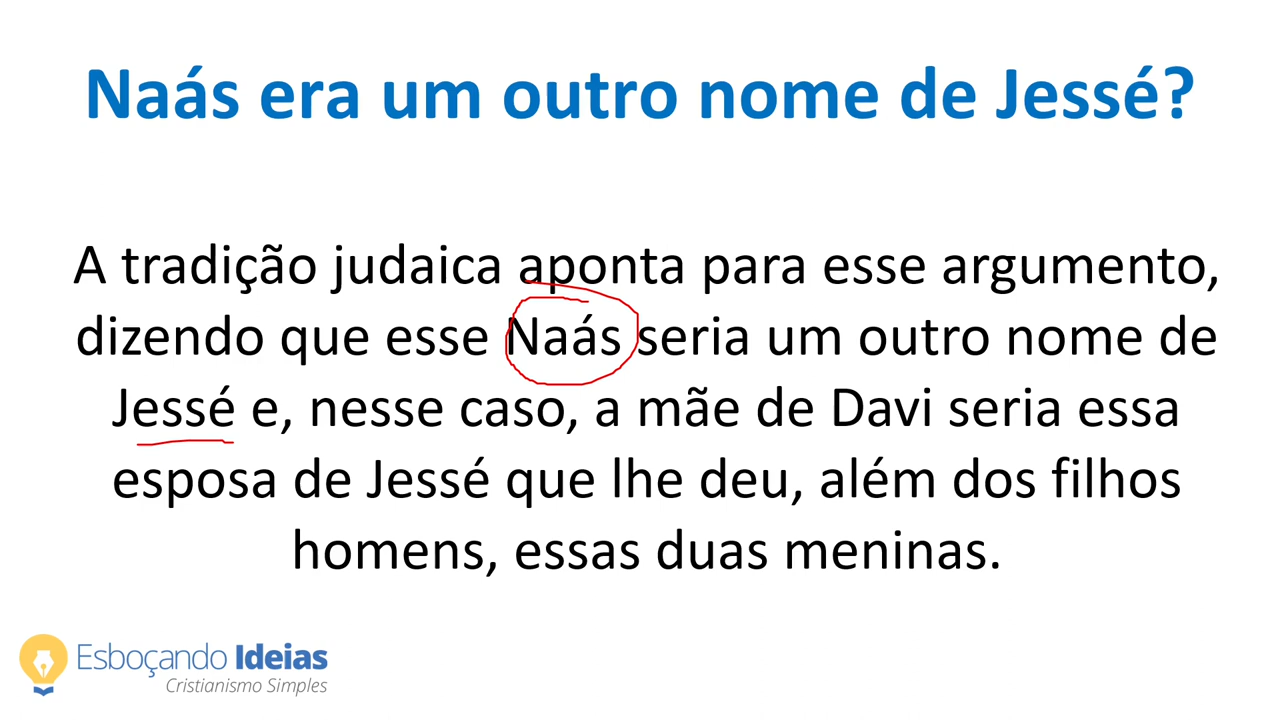 Naás era um outro nome de Jessé?
A tradição judaica aponta para esse argumento,
dizendo que esse Naás seria um outro nome de
Jessé e, nesse caso, a mãe de Davi seria essa
esposa de Jessé que lhe deu, além dos filhos
homens, essas duas meninas.
Esboçando Ideias
Cristianismo Simples